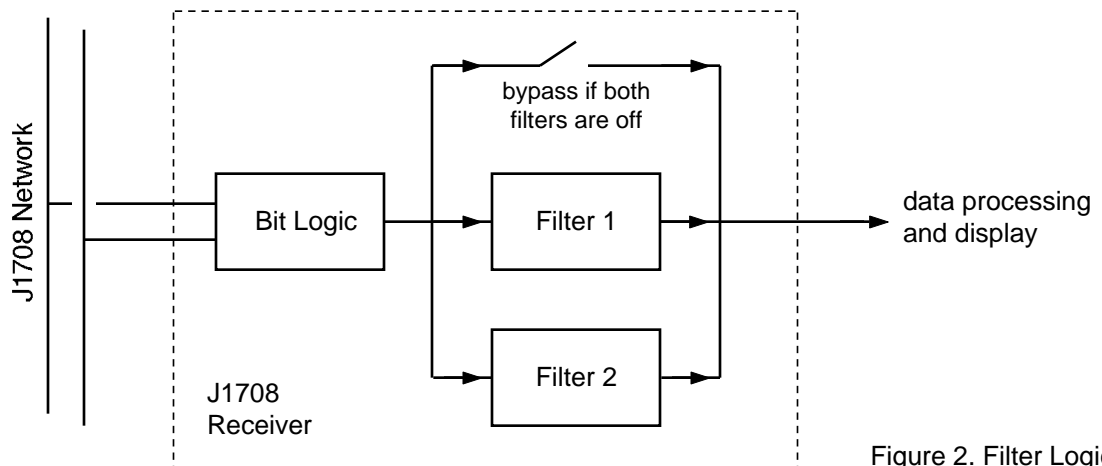 J1708 Network
bypass if both
filters are off
Bit Logic
Filter 1
data processing
and display
Filter 2
J1708
Receiver
Figure 2. Filter Logic